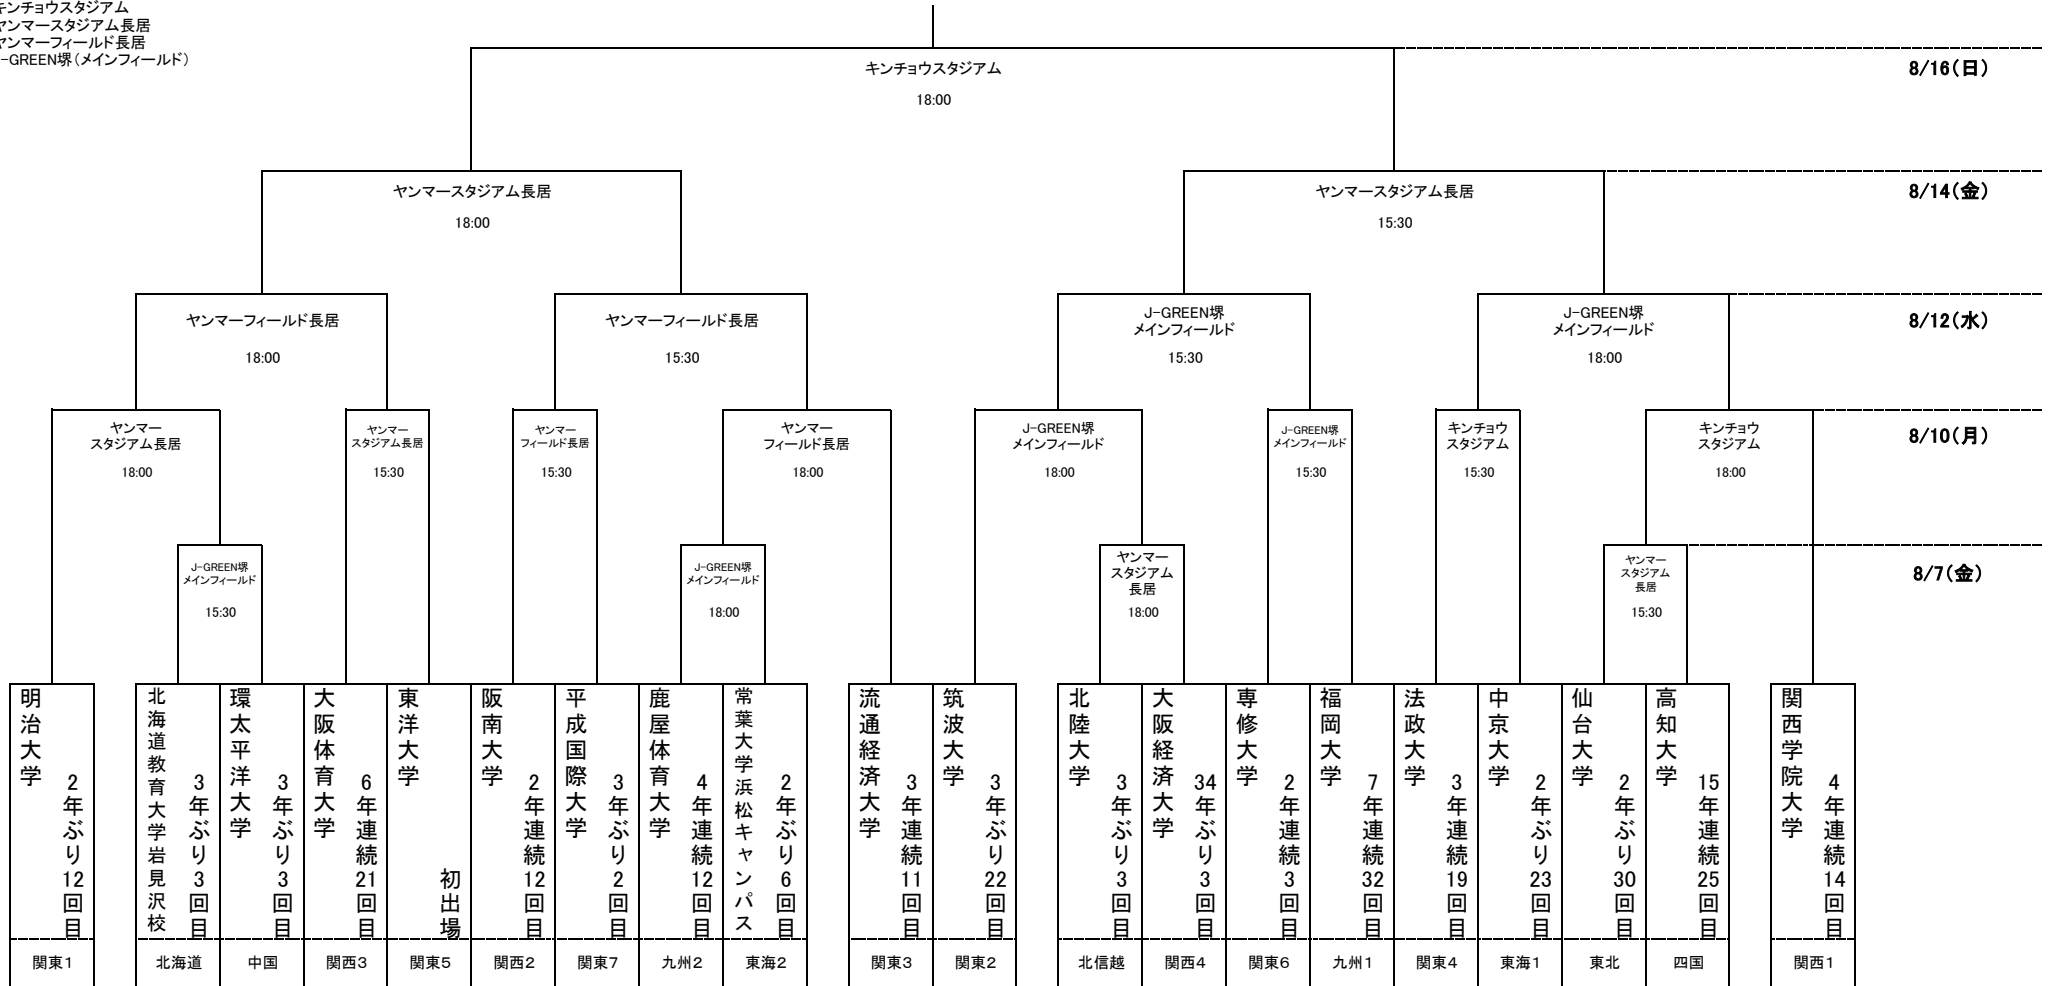 キンチョウスタジアム
ヤンマースタジアム長居
ヤンマーフィールド長居
-GREEN堺（メインフィールド）
キンチョウスタジアム
18:00
8/16（日）
ヤンマースタジアム長居
18:00
ヤンマースタジアム長居
15:30
8/14（金）
ヤンマーフィールド長居
18:00
ヤンマーフィールド長居
15:30
J-GREEN堺
メインフィールド
15:30
J-GREEN堺
メインフィールド
18:00
8/12（水）
ヤンマー
スタジアム長居
18:00
ヤンマー
スタジアム長居
15:30
ヤンマー
フィールド長居
15:30
ヤンマー
フィールド長居
18:00
J-GREEN堺
メインフィールド
18:00
J-GREEN堺
メインフィールド
15:30
キンチョウ
スタジアム
15:30
キンチョウ
スタジアム
18:00
8/10（月）
J-GREEN堺
メインフィールド
15:30
J-GREEN堺
メインフィールド
18:00
ヤンマー
スタジアム
長居
18:00
ヤンマー
スタジアム
長居
15:30
8/7（金）
明治大学
2年ぶり12回目
関東1
北海道教育大学岩見沢校
3年ぶり3回目
北海道
環太平洋大学
3年ぶり3回目
中国
大阪体育大学
6年連続21回目
関西3
東洋大学
初出場
関東5
阪南大学
2年連続12回目
関西2
平成国際大学
3年ぶり2回目
関東7
鹿屋体育大学
4年連続12回目
九州2
常葉大学浜松キャンパス
2年ぶり6回目
東海2
流通経済大学
3年連続11回目
関東3
筑波大学
3年ぶり22回目
関東2
北陸大学
3年ぶり3回目
北信越
大阪経済大学
34年ぶり3回目
関西4
専修大学
2年連続3回目
関東6
福岡大学
7年連続32回目
九州1
法政大学
3年連続19回目
関東4
中京大学
2年ぶり23回目
東海1
仙台大学
2年ぶり30回目
東北
高知大学
15年連続25回目
四国
関西学院大学
4年連続14回目
関西1